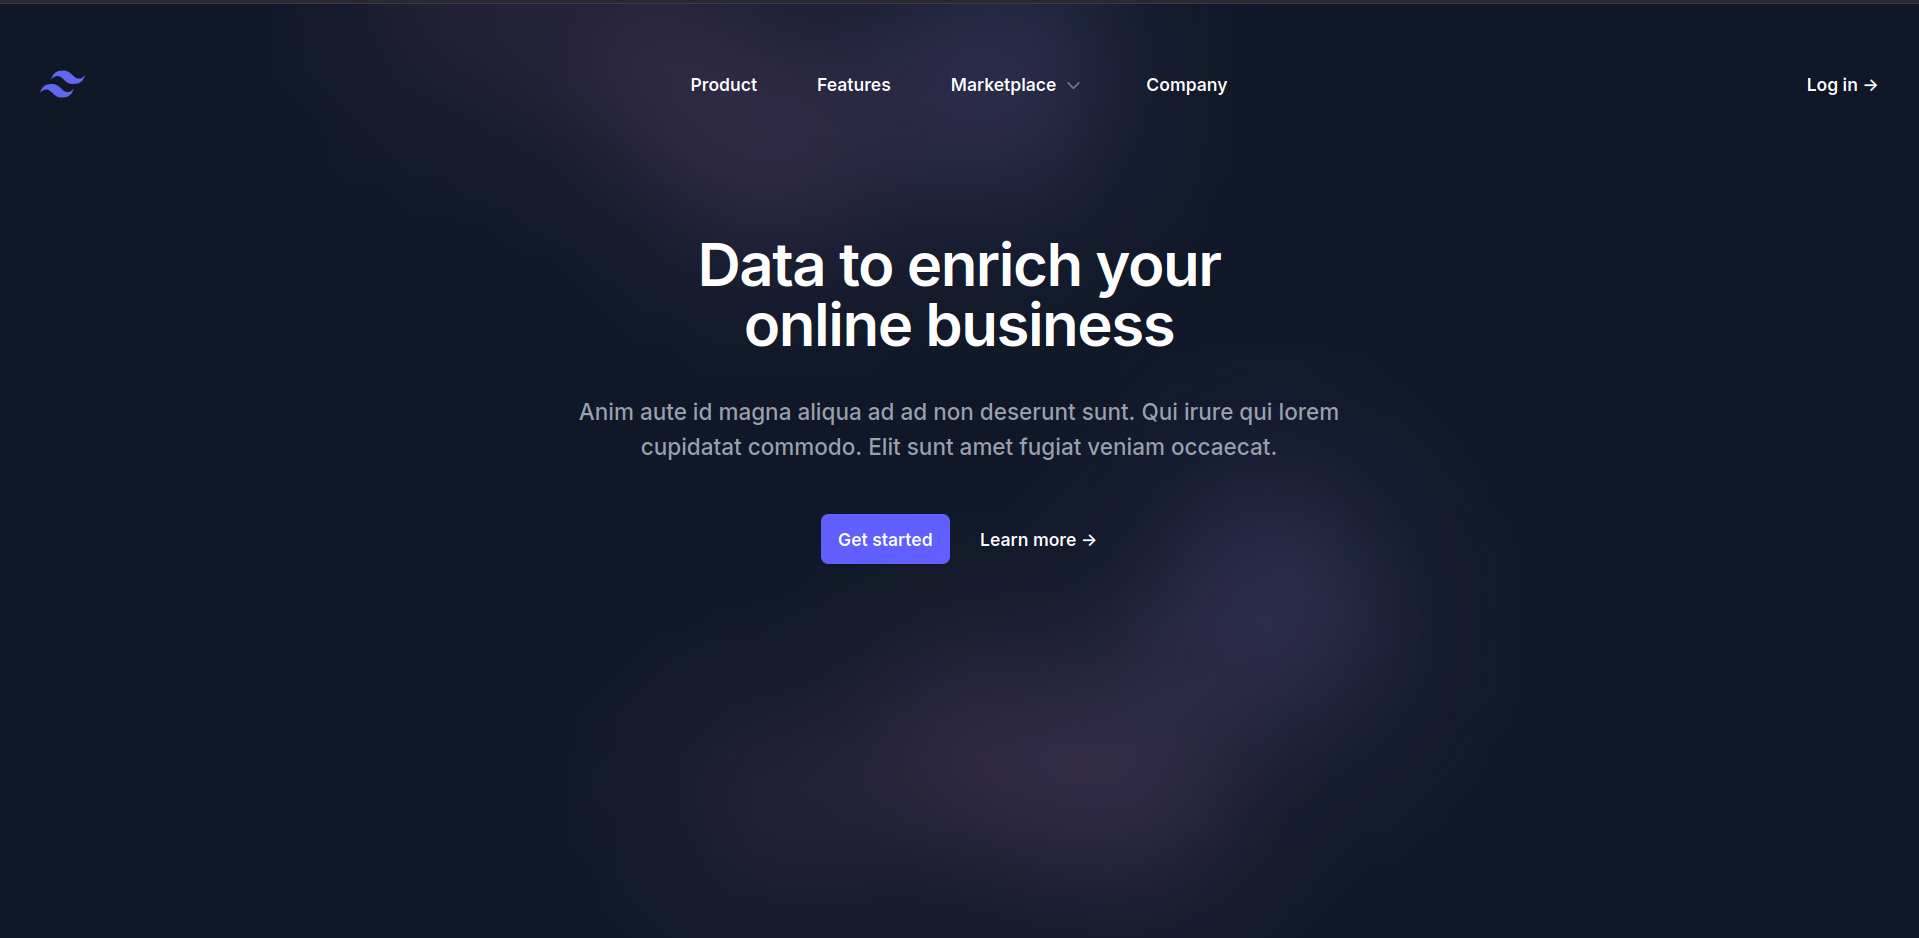 Product Features Marketplace Company Log in →
Data to enrich your
online business
Anim aute id magna aliqua ad ad non deserunt sunt. Qui irure qui lorem
cupidatat commodo. Elit sunt amet fugiat veniam occaecat.
Get started Learn more →